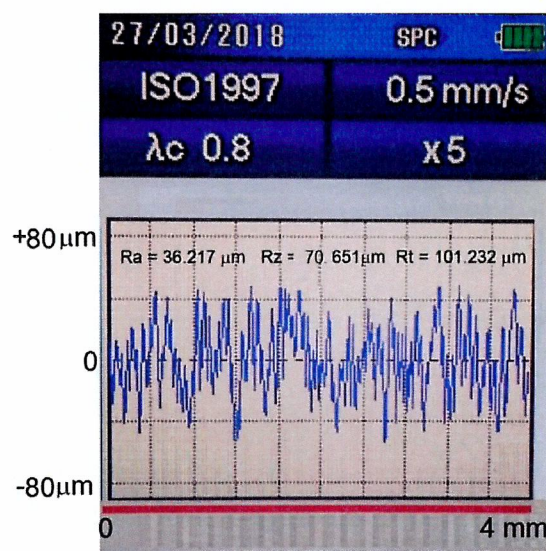 27/03/2018 SPC
ISO1997 0.5 mm/s
λc 0.8 x5
+80 μm
Ra = 36.217 μm Rz = 70.651μm Rt = 101.232 μm
0
-80μm
0 4 mm